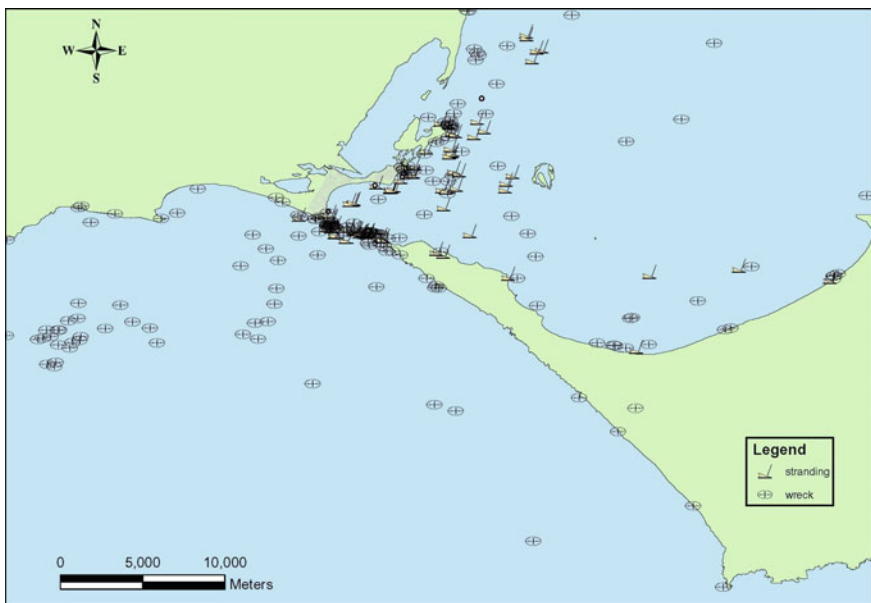 N
W E
S
Legend
stranding
wreck
0 5,000 10,000
Meters